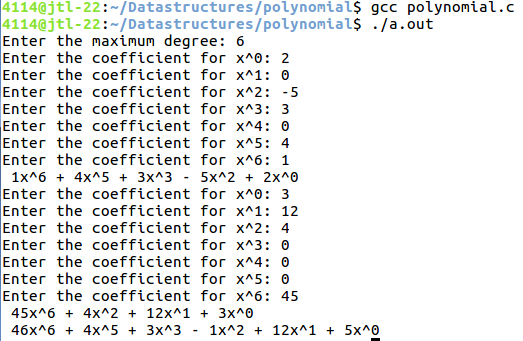 4114@jtl-22:~/Datastructures/polynomial$ gcc polynomial.c
4114@jtl-22:~/Datastructures/polynomial$ ./a.out
Enter the maximum degree: 6
Enter the coefficient for x^0: 2
Enter the coefficient for x^1: 0
Enter the coefficient for x^2: -5
Enter the coefficient for x^3: 3
Enter the coefficient for x^4: 0
Enter the coefficient for x^5: 4
Enter the coefficient for x^6: 1
 1x^6 + 4x^5 + 3x^3 - 5x^2 + 2x^0
Enter the coefficient for x^0: 3
Enter the coefficient for x^1: 12
Enter the coefficient for x^2: 4
Enter the coefficient for x^3: 0
Enter the coefficient for x^4: 0
Enter the coefficient for x^5: 0
Enter the coefficient for x^6: 45
 45x^6 + 4x^2 + 12x^1 + 3x^0
 46x^6 + 4x^5 + 3x^3 - 1x^2 + 12x^1 + 5x^0